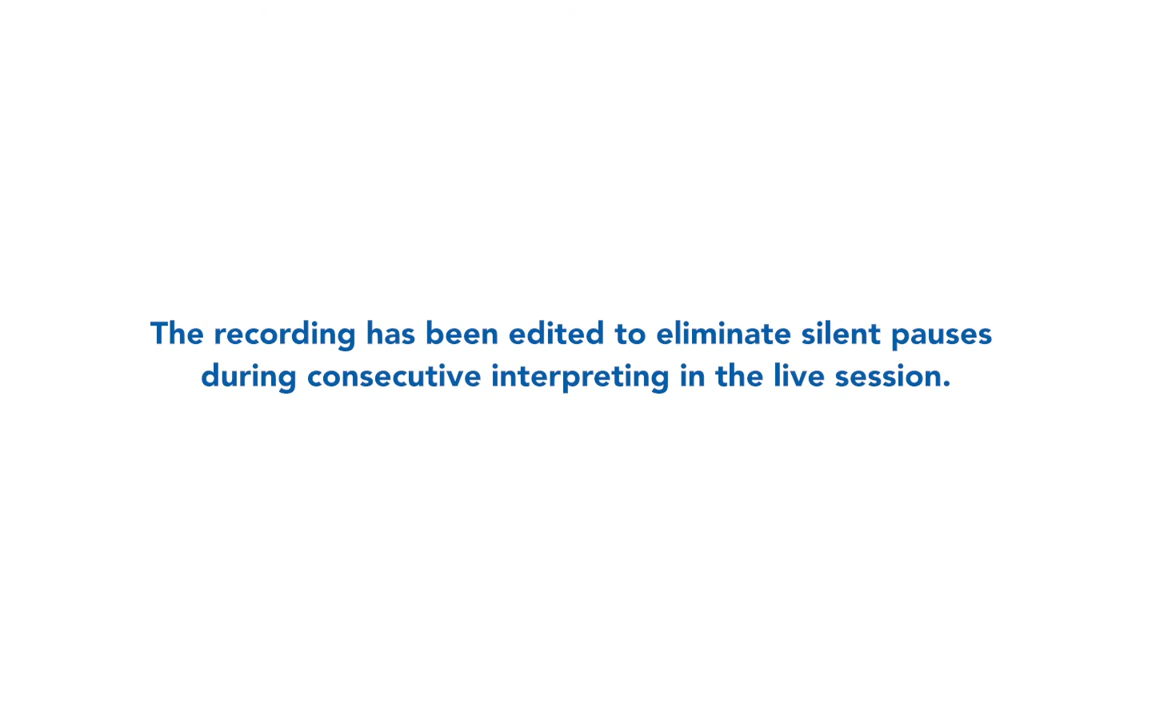 The recording has been edited to eliminate silent pauses
during consecutive interpreting in the live session.